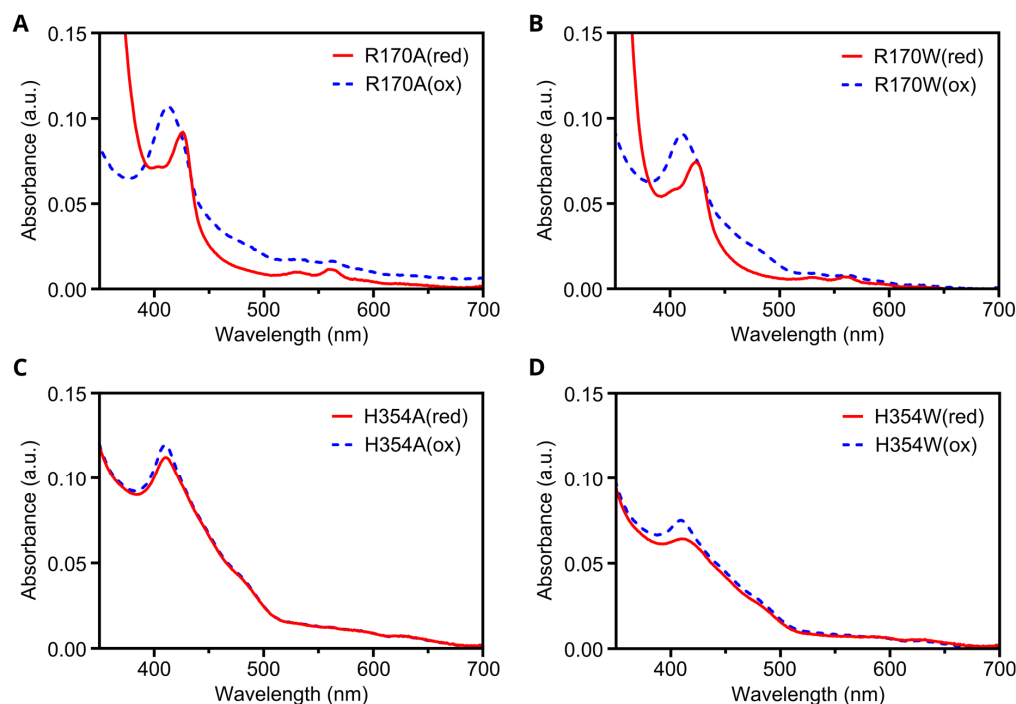 A
0.15
0.10
0.05
0.00
Absorbance (a.u.)
R170A(red)
R170A(ox)
400
500
600
700
Wavelength (nm)
B
0.15
0.10
0.05
0.00
Absorbance (a.u.)
R170W(red)
R170W(ox)
400
500
600
700
Wavelength (nm)
C
0.15
0.10
0.05
0.00
Absorbance (a.u.)
H354A(red)
H354A(ox)
400
500
600
700
Wavelength (nm)
D
0.15
0.10
0.05
0.00
Absorbance (a.u.)
H354W(red)
H354W(ox)
400
500
600
700
Wavelength (nm)